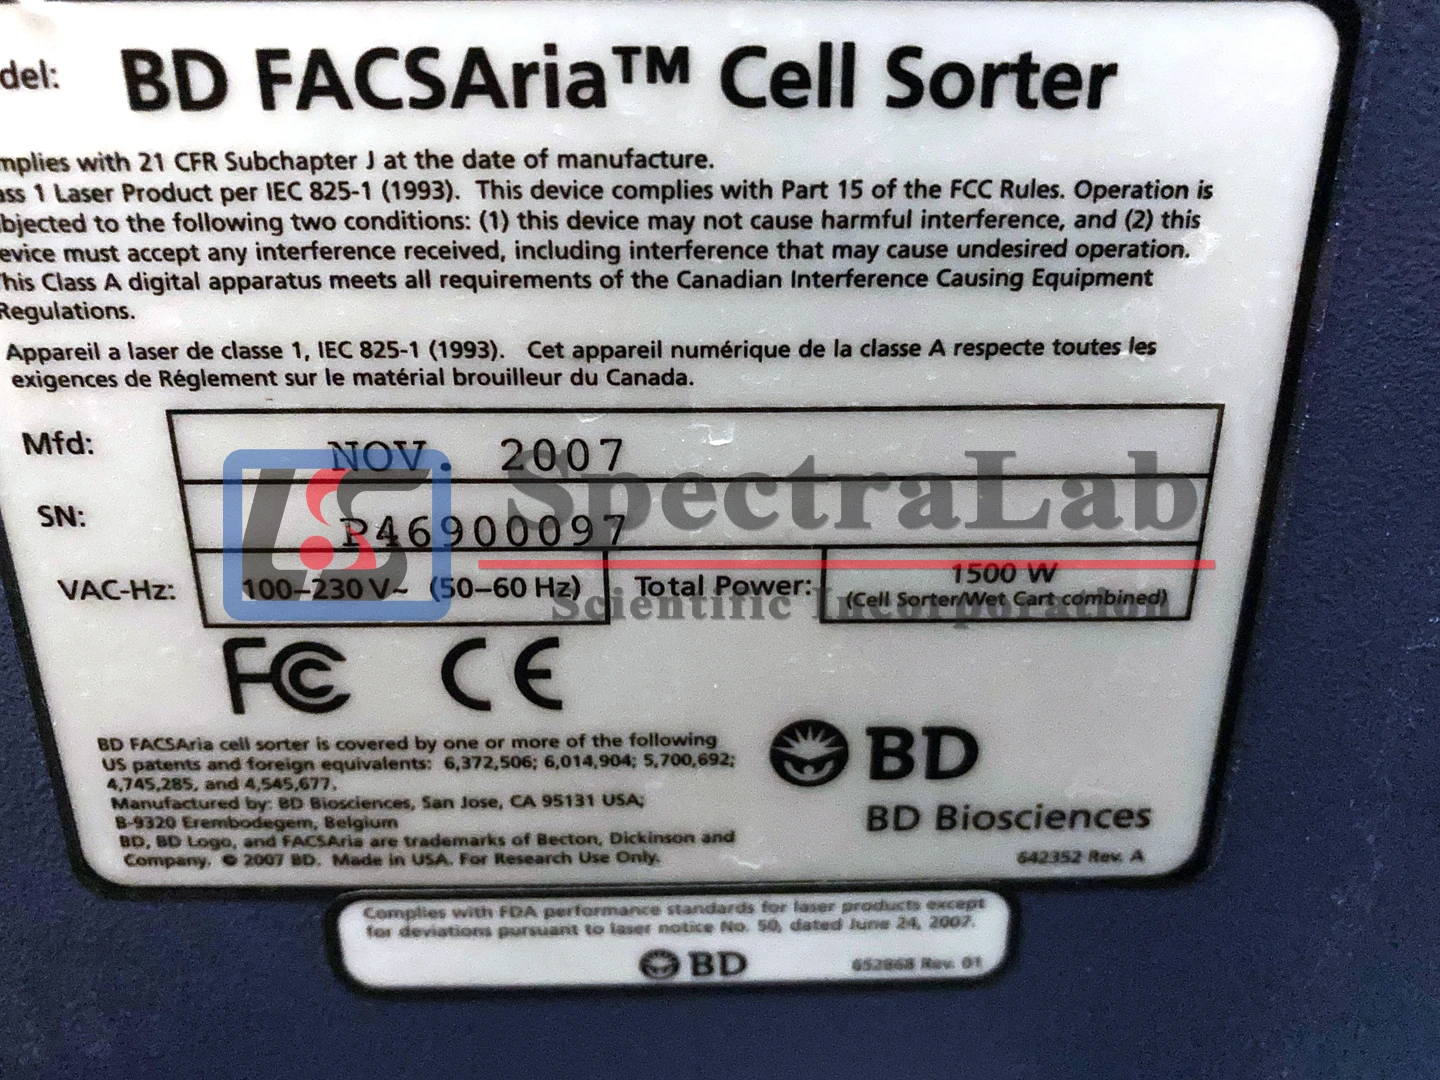 del: BD FACSAria™ Cell Sorter
mplies with 21 CFR Subchapter J at the date of manufacture.
ass 1 Laser Product per IEC 825-1 (1993). This device complies with Part 15 of the FCC Rules. Operation is
bjected to the following two conditions: (1) this device may not cause harmful interference, and (2) this
evice must accept any interference received, including interference that may cause undesired operation.
his Class A digital apparatus meets all requirements of the Canadian Interference Causing Equipment
Regulations.
Appareil a laser de classe 1, IEC 825-1 (1993). Cet appareil numérique de la classe A respecte toutes les
exigences de Réglement sur le matérial brouilleur du Canada.
Mfd: NOV. 2007
SpectraLab
SN: P46900097
VAC-Hz: 100–230 V~ (50–60 Hz) Total Power: 1500 W
(Cell Sorter/Wet Cart combined)
Scientific Incorporation
FC CE
BD FACSAria cell sorter is covered by one or more of the following
US patents and foreign equivalents: 6,372,506; 6,014,904; 5,700,692;
4,745,285, and 4,545,677.
Manufactured by: BD Biosciences, San Jose, CA 95131 USA;
B-9320 Erembodegem, Belgium
BD, BD Logo, and FACSAria are trademarks of Becton, Dickinson and
Company. © 2007 BD. Made in USA. For Research Use Only.
BD
BD Biosciences
642352 Rev. A
Complies with FDA performance standards for laser products except
for deviations pursuant to laser notice No. 50, dated June 24, 2007.
BD 652868 Rev. 01